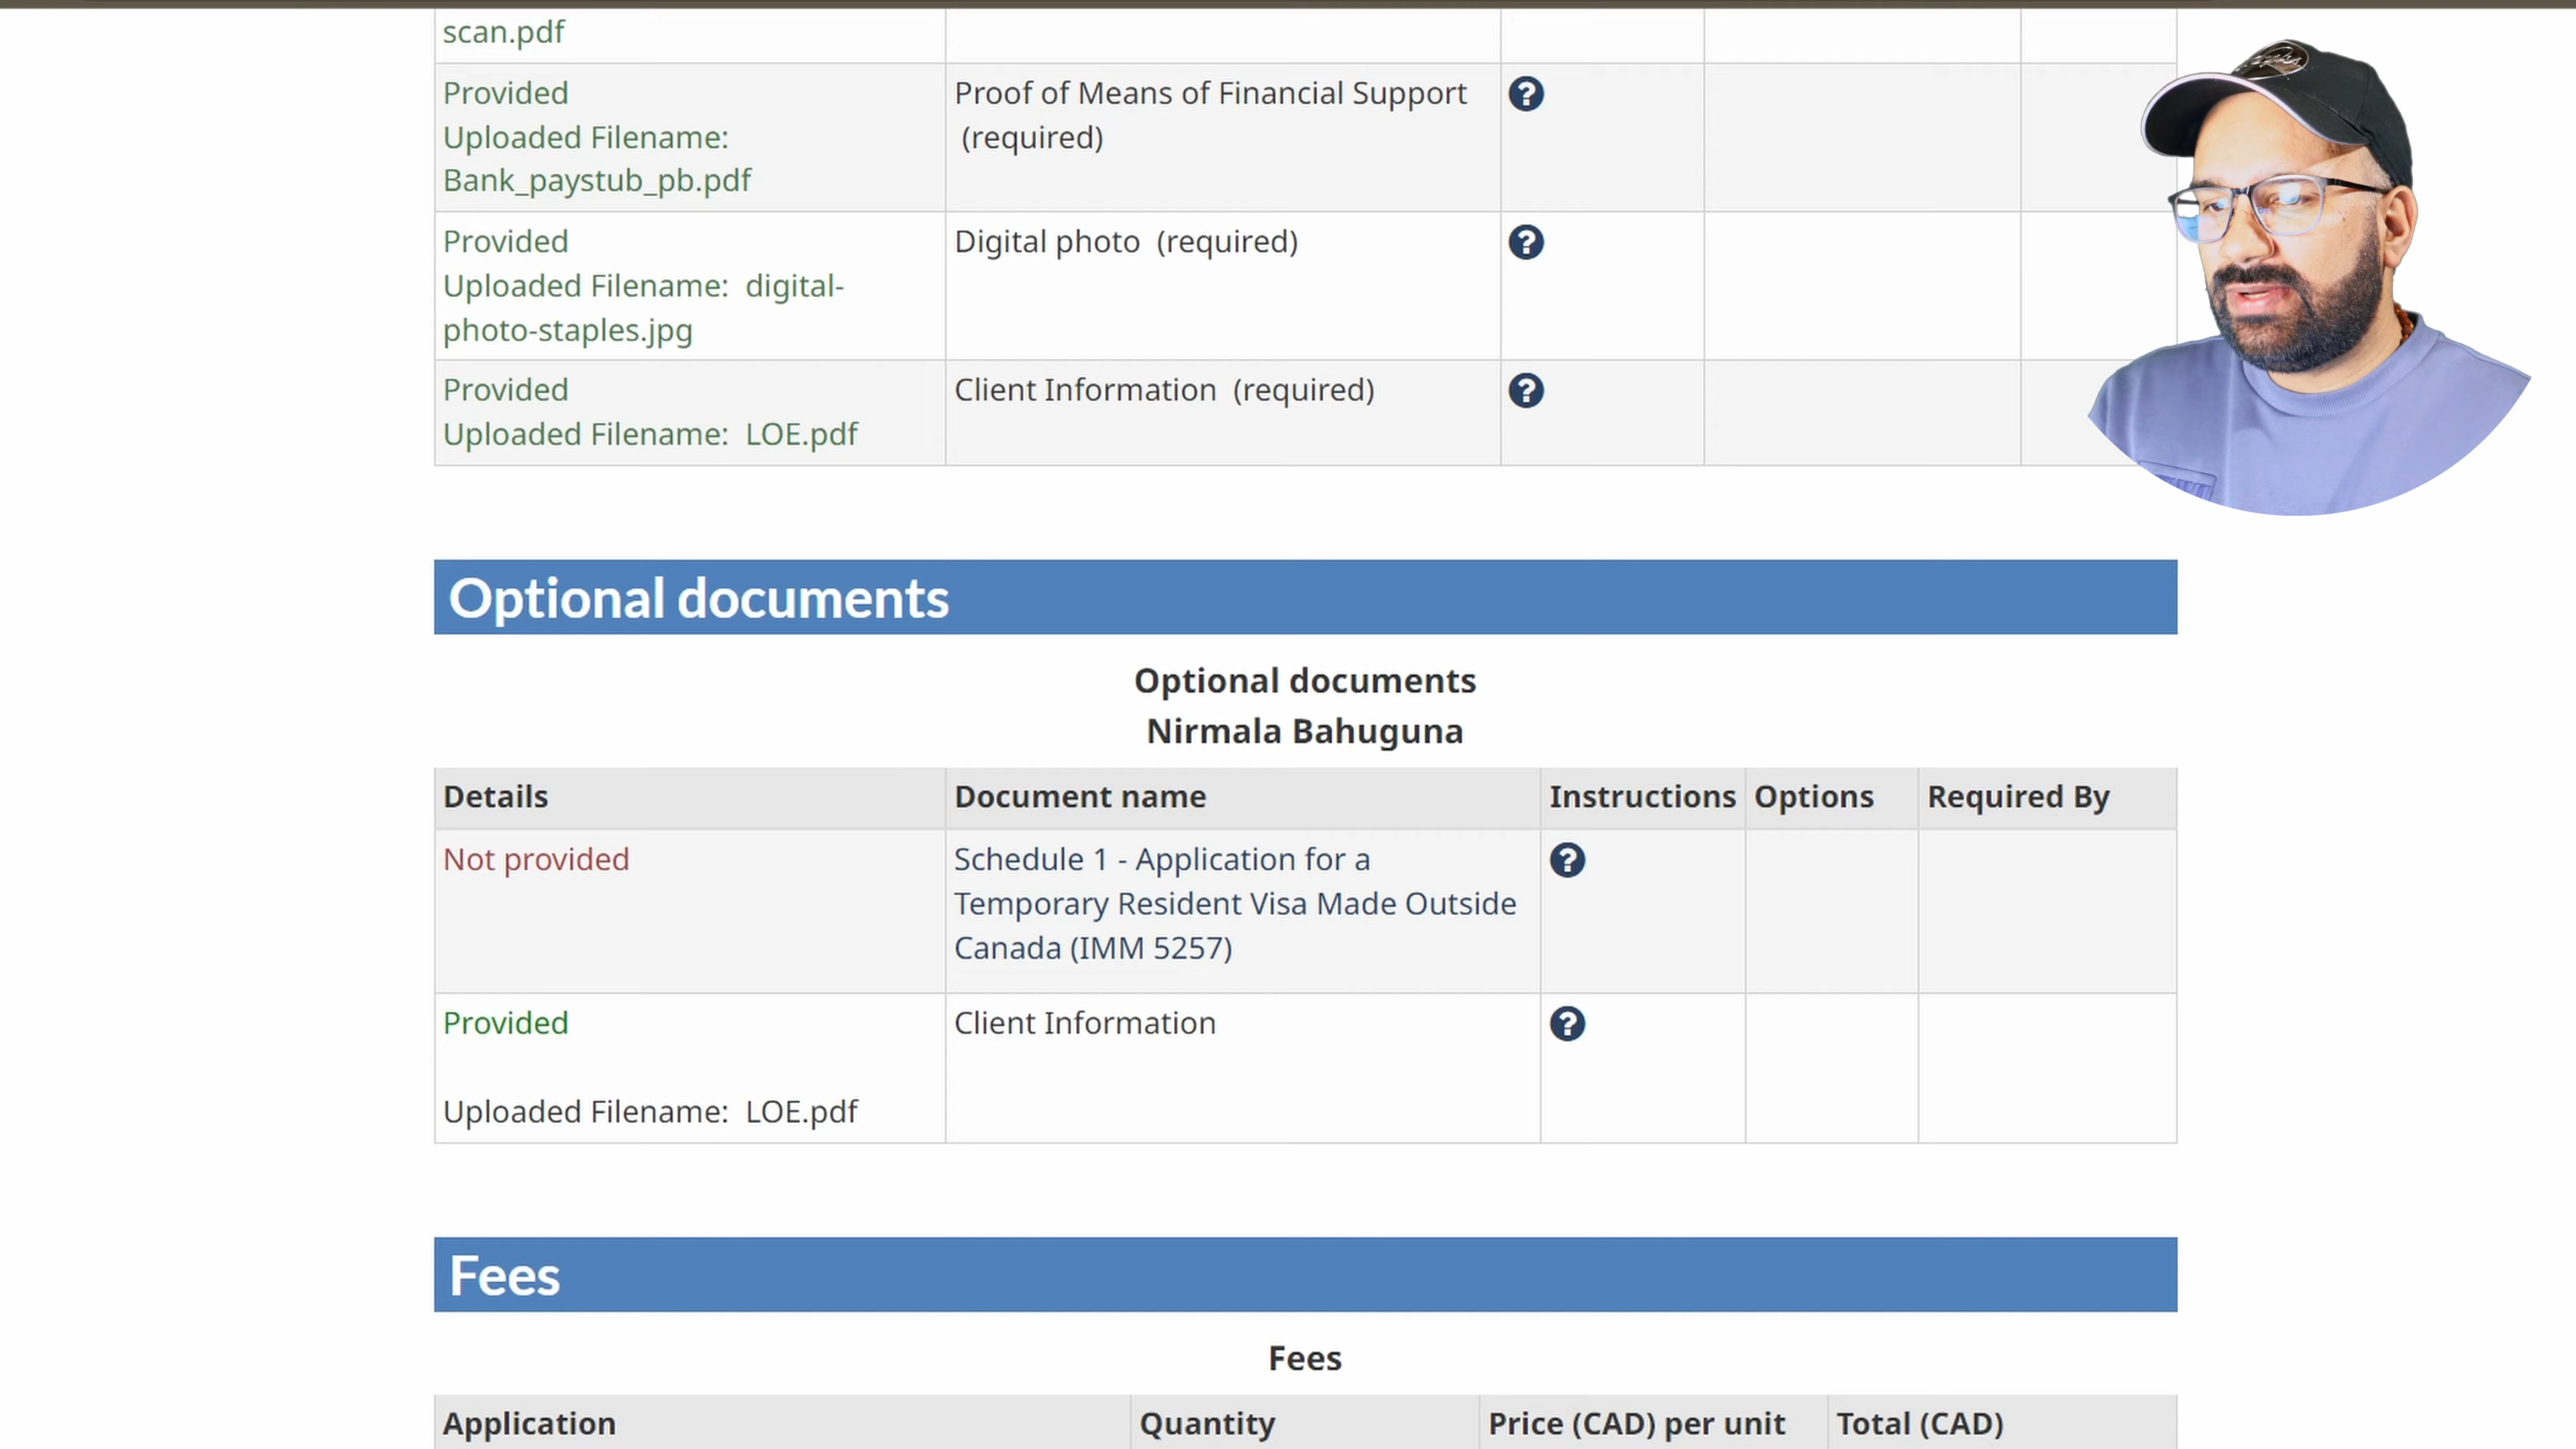 scan.pdf
Provided
Uploaded Filename:
Bank_paystub_pb.pdf
Proof of Means of Financial Support
(required)
Provided
Uploaded Filename: digital-
photo-staples.jpg
Digital photo (required)
Provided
Uploaded Filename: LOE.pdf
Client Information (required)
Optional documents
Optional documents
Nirmala Bahuguna
Details Document name Instructions Options Required By
Not provided
Schedule 1 - Application for a
Temporary Resident Visa Made Outside
Canada (IMM 5257)
Provided
Uploaded Filename: LOE.pdf
Client Information
Fees
Fees
Application Quantity Price (CAD) per unit Total (CAD)